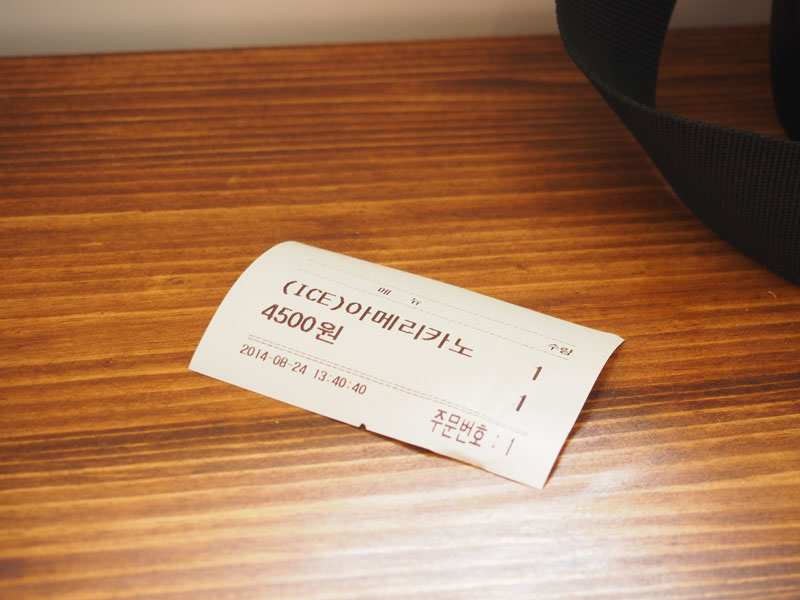 메 뉴 수량
(ICE)아메리카노 1
4500원 1
2014-08-24 13:40:40
주문번호 : 1